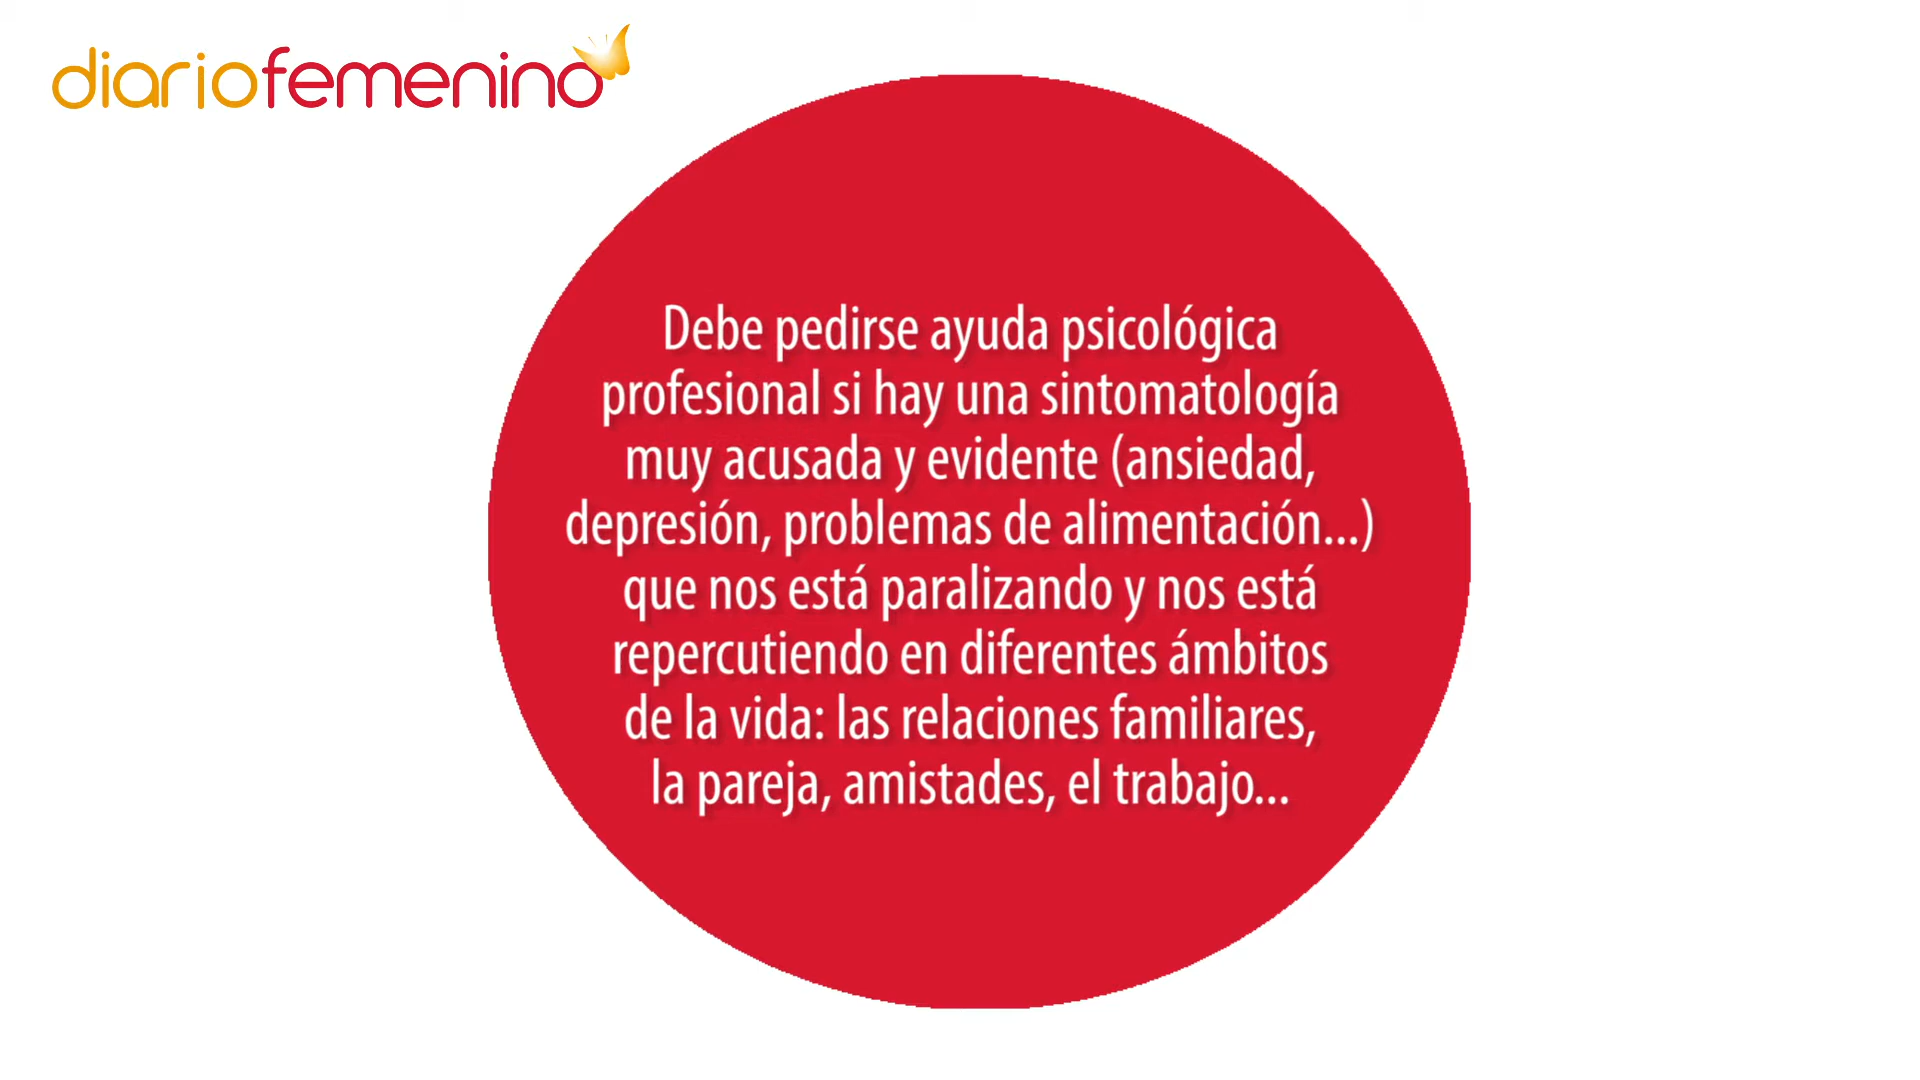 diariofemenino
Debe pedirse ayuda psicológica
profesional si hay una sintomatología
muy acusada y evidente (ansiedad,
depresión, problemas de alimentación...)
que nos está paralizando y nos está
repercutiendo en diferentes ámbitos
de la vida: las relaciones familiares,
la pareja, amistades, el trabajo...